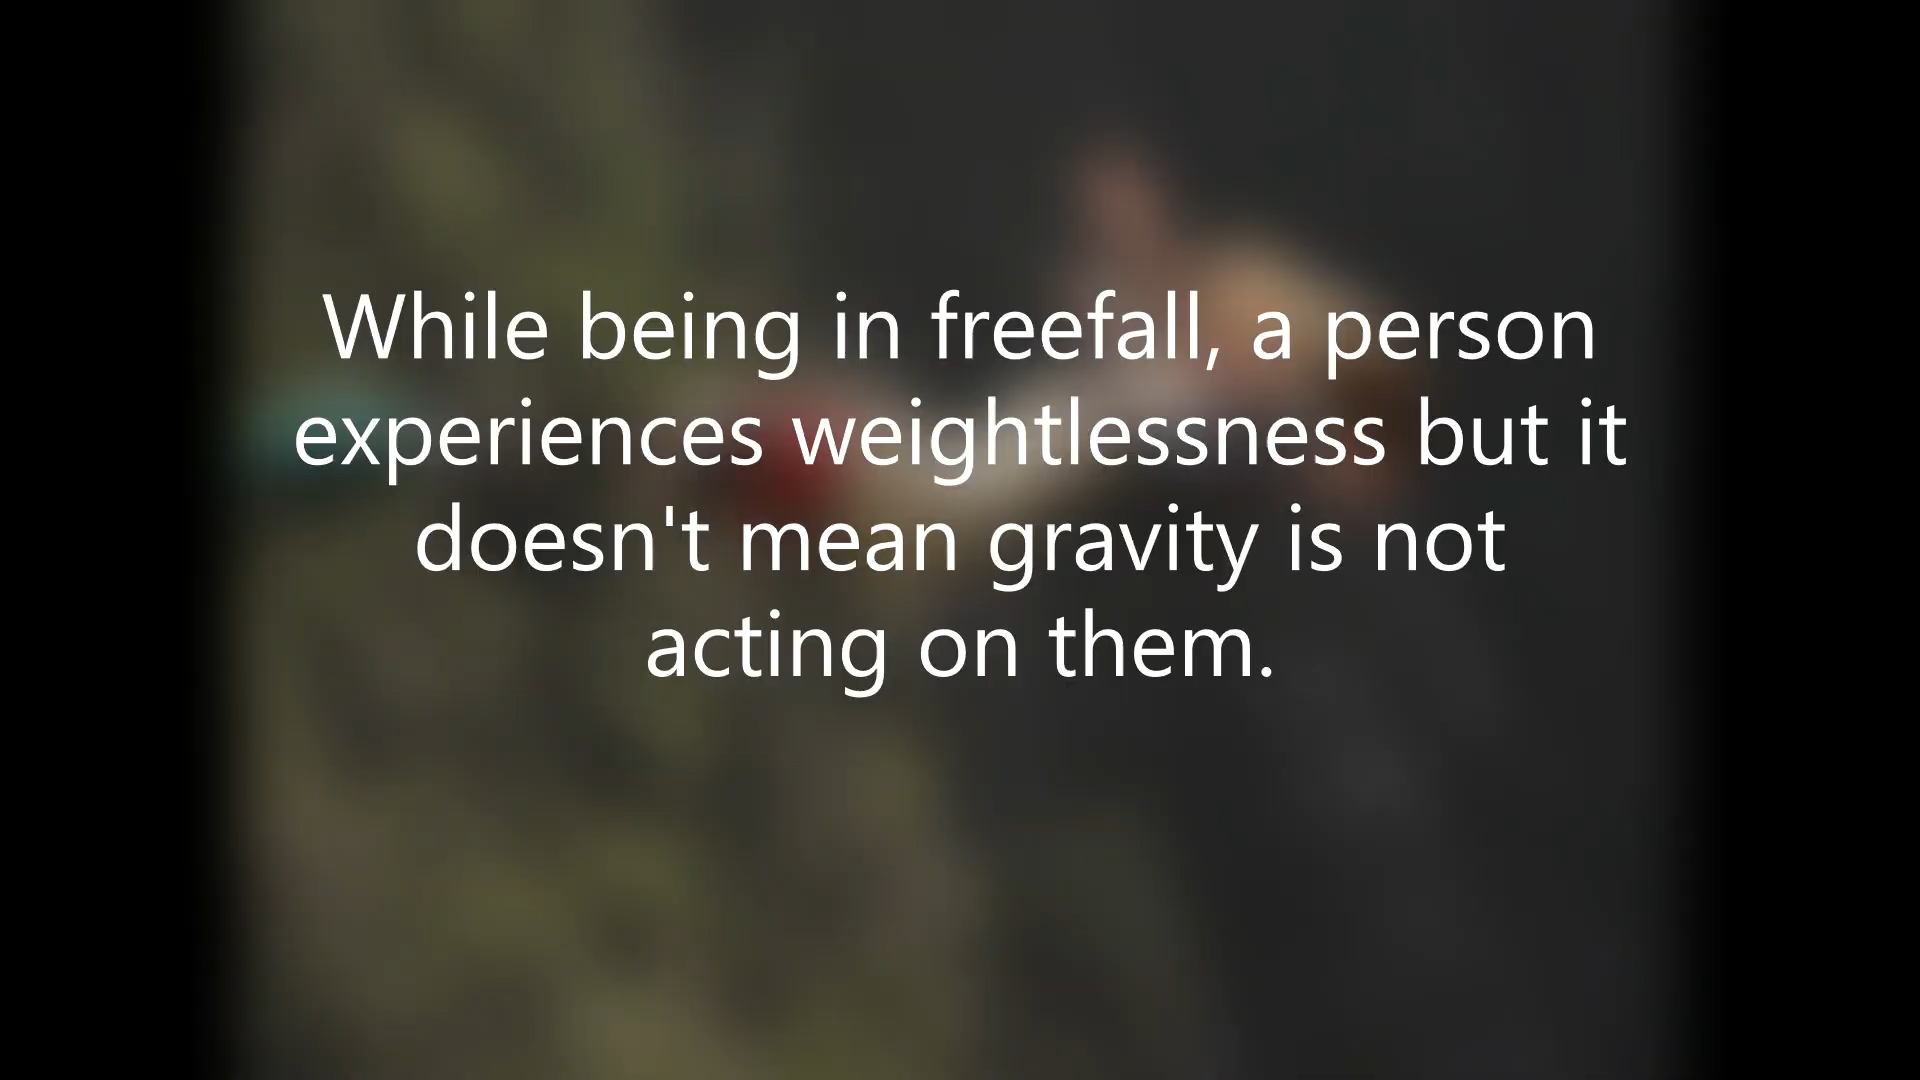 While being in freefall, a person
experiences weightlessness but it
doesn't mean gravity is not
acting on them.